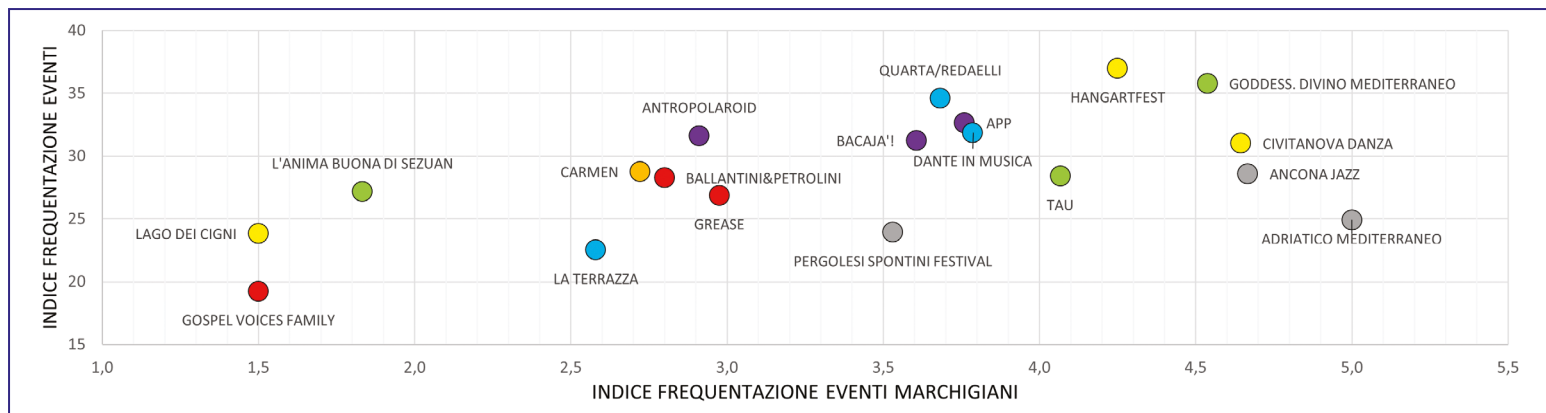 INDICE FREQUENTAZIONE EVENTI
40
35
30
25
20
15
QUARTA/REDAELLI
HANGARTFEST
GODDESS. DIVINO MEDITERRANEO
ANTROPOLAROID
APP
BACAJA'!
DANTE IN MUSICA
CIVITANOVA DANZA
L'ANIMA BUONA DI SEZUAN
CARMEN
BALLANTINI&PETROLINI
ANCONA JAZZ
TAU
GREASE
LAGO DEI CIGNI
ADRIATICO MEDITERRANEO
PERGOLESI SPONTINI FESTIVAL
LA TERRAZZA
GOSPEL VOICES FAMILY
1,0 1,5 2,0 2,5 3,0 3,5 4,0 4,5 5,0 5,5
INDICE FREQUENTAZIONE EVENTI MARCHIGIANI